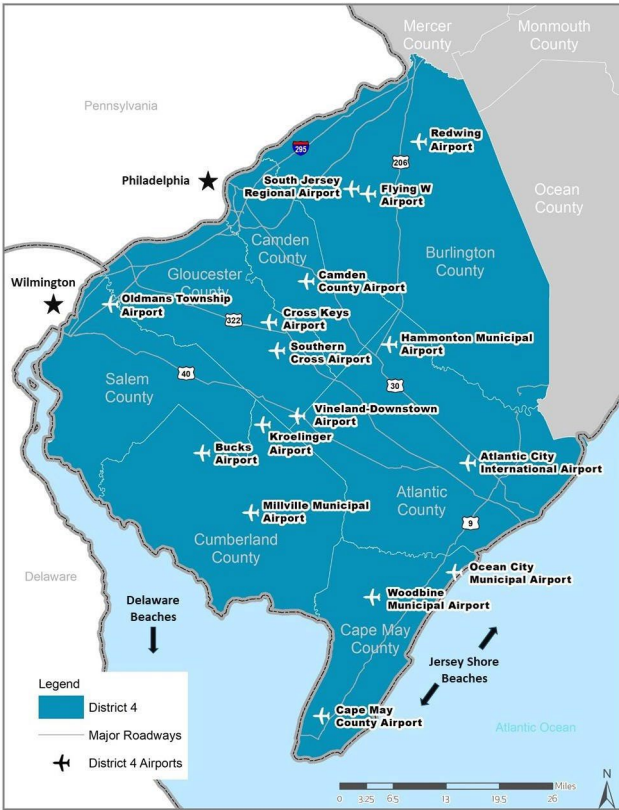 Mercer
County
Monmouth
County
Pennsylvania
Redwing
Airport
295
206
Philadelphia
South Jersey
Regional Airport
Flying W
Airport
Ocean
County
Camden
County
Burlington
County
Gloucester
County
Camden
County Airport
Wilmington
Oldmans Township
Airport
322
Cross Keys
Airport
Southern
Cross Airport
Hammonton Municipal
Airport
Salem
County
40
30
Vineland-Downstown
Airport
Kroelinger
Airport
Bucks
Airport
Atlantic City
International Airport
Atlantic
County
Millville Municipal
Airport
9
Cumberland
County
Delaware
Ocean City
Municipal Airport
Delaware
Beaches
Woodbine
Municipal Airport
Cape May
County
Jersey Shore
Beaches
Legend
District 4
Major Roadways
District 4 Airports
Cape May
County Airport
Atlantic Ocean
N
Miles
0 3.25 6.5 13 19.5 26